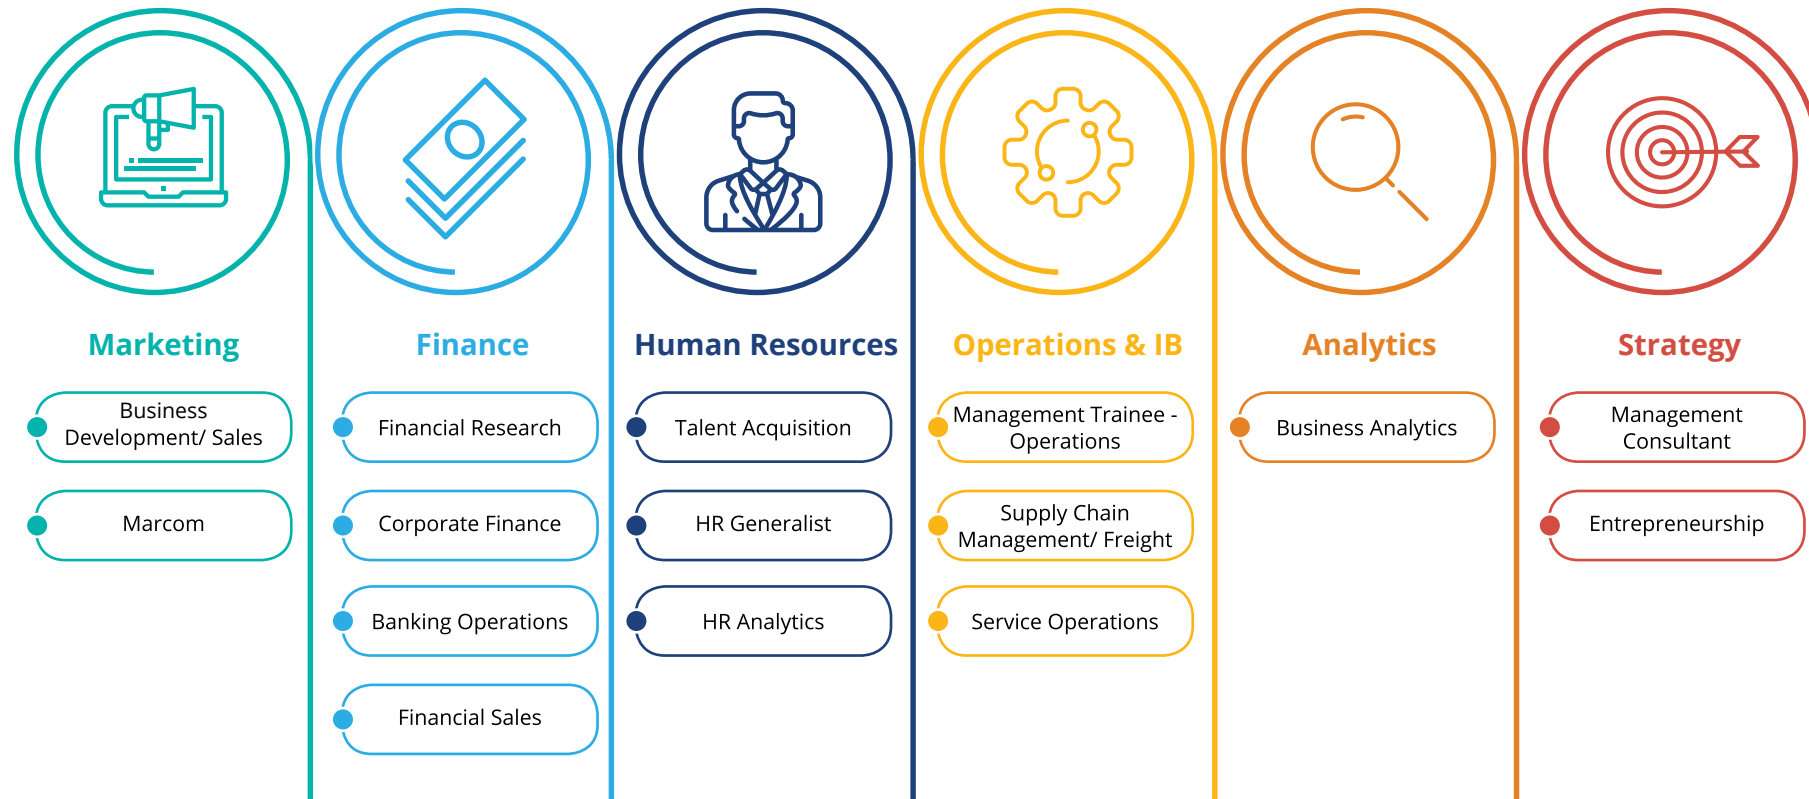 Marketing
Business
Development/ Sales
Marcom
Finance
Financial Research
Corporate Finance
Banking Operations
Financial Sales
Human Resources
Talent Acquisition
HR Generalist
HR Analytics
Operations & IB
Management Trainee -
Operations
Supply Chain
Management/ Freight
Service Operations
Analytics
Business Analytics
Strategy
Management
Consultant
Entrepreneurship